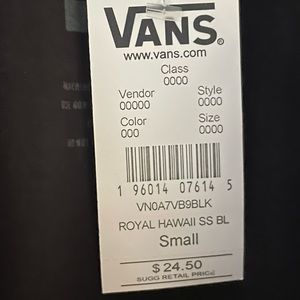 VANS
www.vans.com
Class
0000
Vendor Style
00000 0000
Color Size
000 0000
1 96014 07614 5
VN0A7VB9BLK
ROYAL HAWAII SS BL
Small
$ 24.50
SUGG RETAIL PRICE